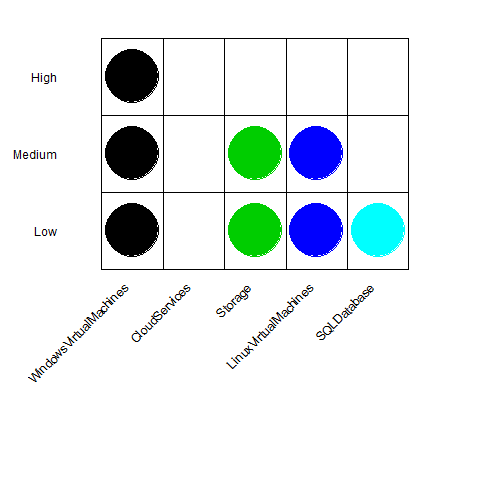 High
Medium
Low
WindowsVirtualMachines
CloudServices
Storage
LinuxVirtualMachines
SQLDatabase